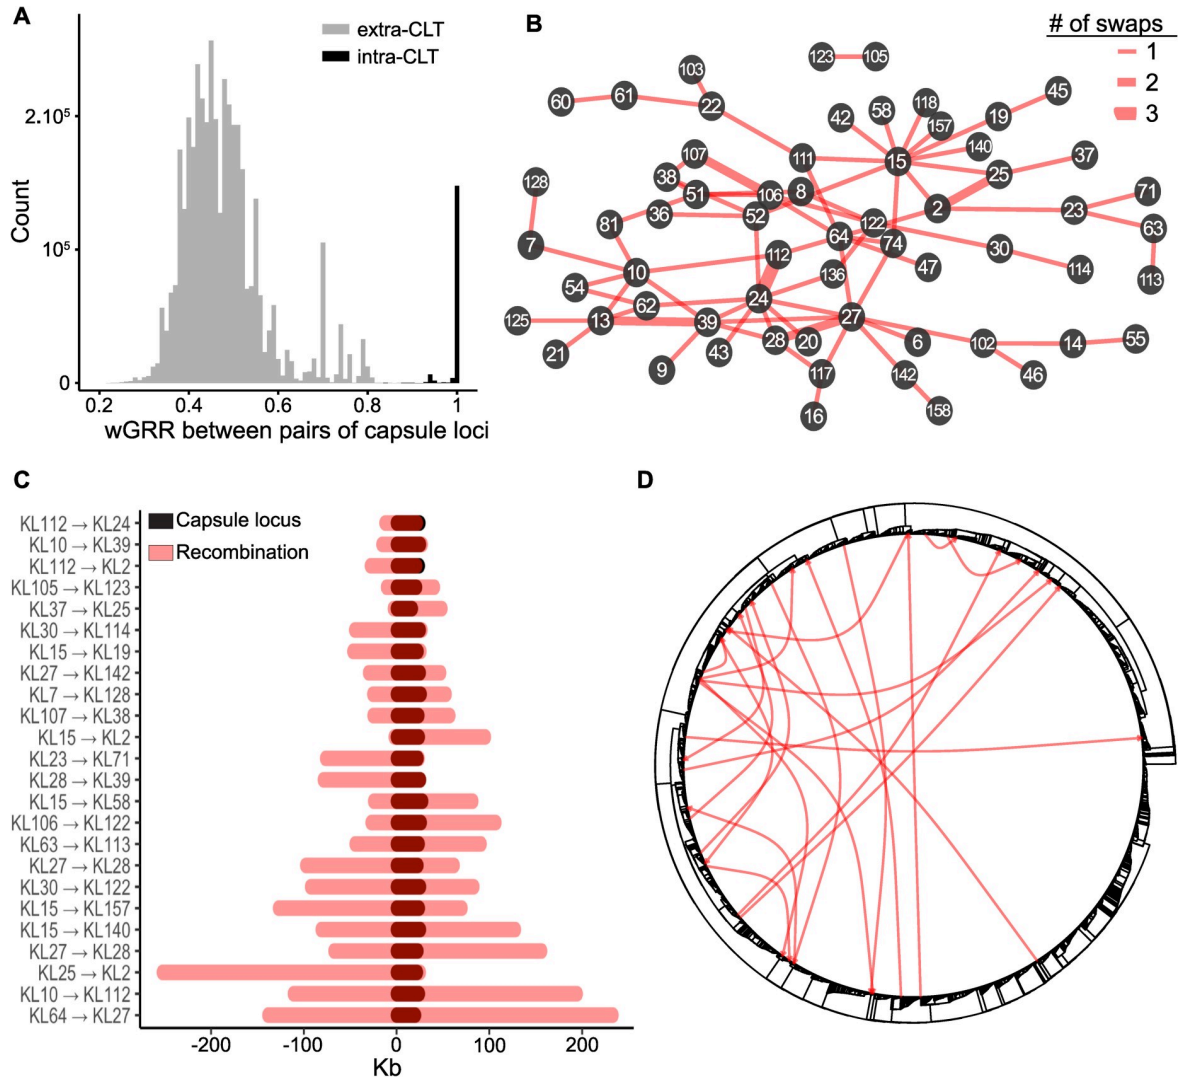 A
extra-CLT
intra-CLT
Count
2.10⁵
10⁵
0
0.2 0.4 0.6 0.8 1
wGRR between pairs of capsule loci
B
# of swaps
1
2
3
123 105
103
60 61 22
45
118
58
42 157 19
140
107 111 15 37
38 25
128 51 106 8 71
36 52 2 23
81 122 63
7 64 74 30
112 47
10 136 114 113
54
62 24
125 13 39 27
21 43 28 20 6 102 14 55
9 117 142 46
16 158
C
Capsule locus
Recombination
KL112 → KL24
KL10 → KL39
KL112 → KL2
KL105 → KL123
KL37 → KL25
KL30 → KL114
KL15 → KL19
KL27 → KL142
KL7 → KL128
KL107 → KL38
KL15 → KL2
KL23 → KL71
KL28 → KL39
KL15 → KL58
KL106 → KL122
KL63 → KL113
KL27 → KL28
KL30 → KL122
KL15 → KL157
KL15 → KL140
KL27 → KL28
KL25 → KL2
KL10 → KL112
KL64 → KL27
-200 -100 0 100 200
Kb
D